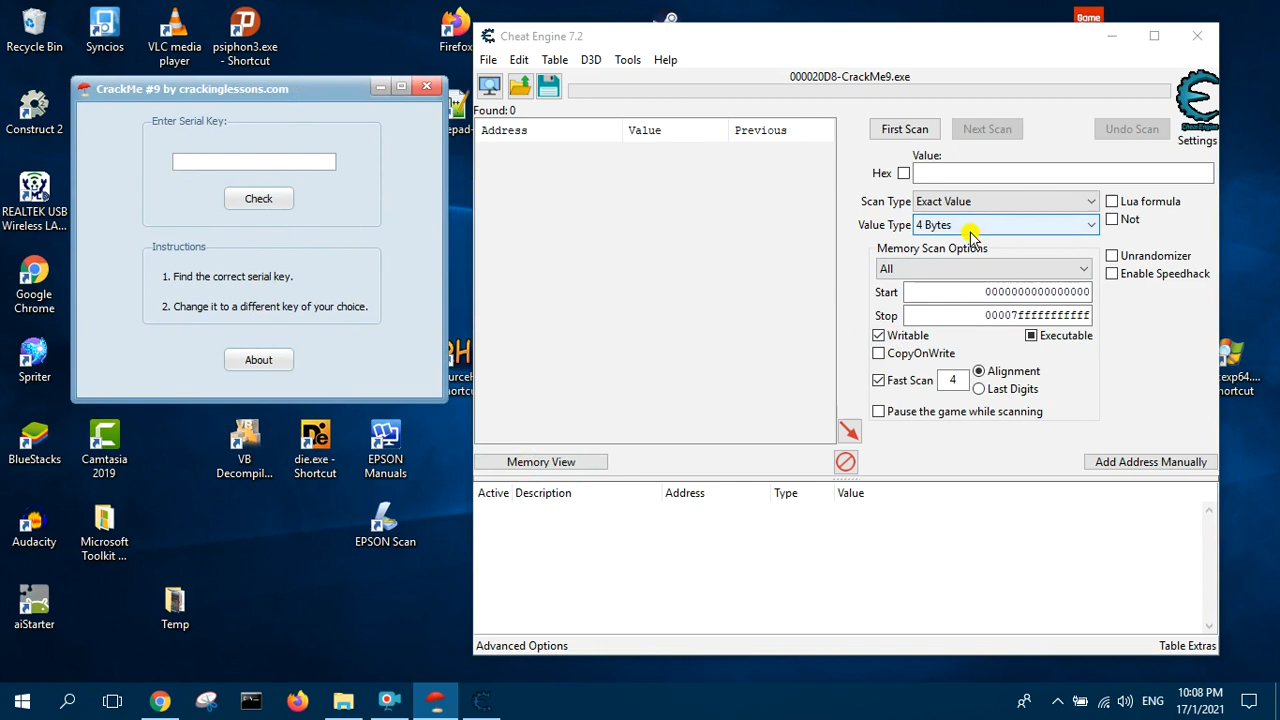 Recycle Bin
Syncios
VLC media
player
psiphon3.exe
- Shortcut
Firefox
Game
Construct 2
REALTEK USB
Wireless LA...
Google
Chrome
Spriter
BlueStacks
Camtasia
2019
VB
Decompil...
die.exe -
Shortcut
EPSON
Manuals
Audacity
Microsoft
Toolkit ...
EPSON Scan
aiStarter
Temp
CrackMe #9 by crackinglessons.com
Enter Serial Key:
Check
Instructions
1. Find the correct serial key.
2. Change it to a different key of your choice.
About
Cheat Engine 7.2
File Edit Table D3D Tools Help
000020D8-CrackMe9.exe
Found: 0
Address Value Previous
First Scan Next Scan Undo Scan
Cheat Engine
Settings
Value:
Hex
Scan Type Exact Value
Lua formula
Value Type 4 Bytes
Not
Memory Scan Options
All
Unrandomizer
Enable Speedhack
Start 0000000000000000
Stop 00007fffffffffff
Writable Executable
CopyOnWrite
Fast Scan 4 Alignment
Last Digits
Pause the game while scanning
Memory View
Add Address Manually
Active Description Address Type Value
Advanced Options
Table Extras
ENG
10:08 PM
17/1/2021